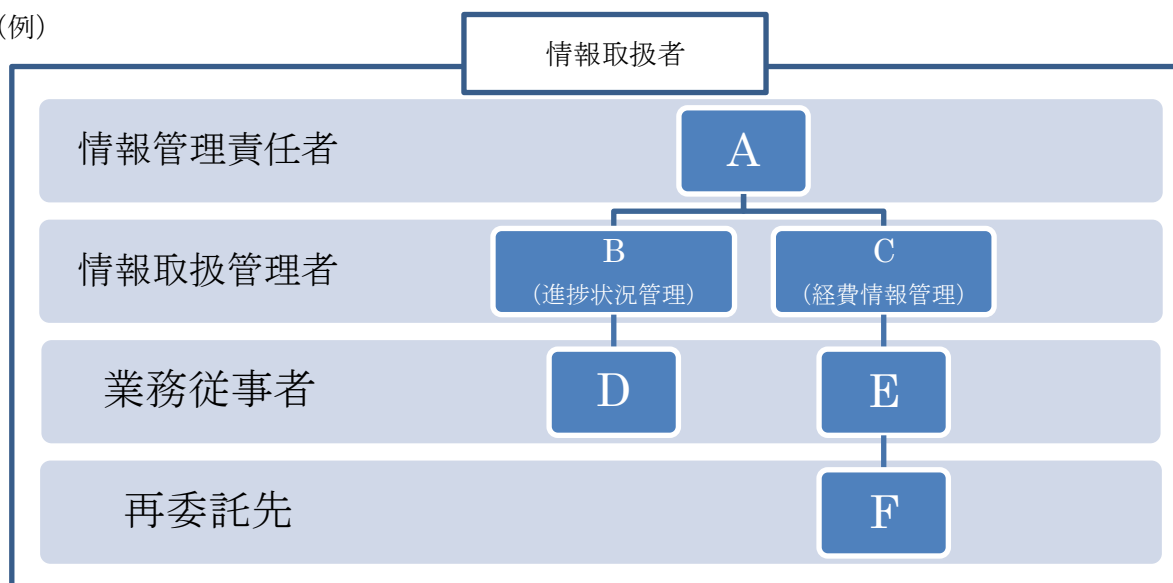 （例）
情報取扱者
情報管理責任者
A
情報取扱管理者
B
（進捗状況管理）
C
（経費情報管理）
業務従事者
D
E
再委託先
F